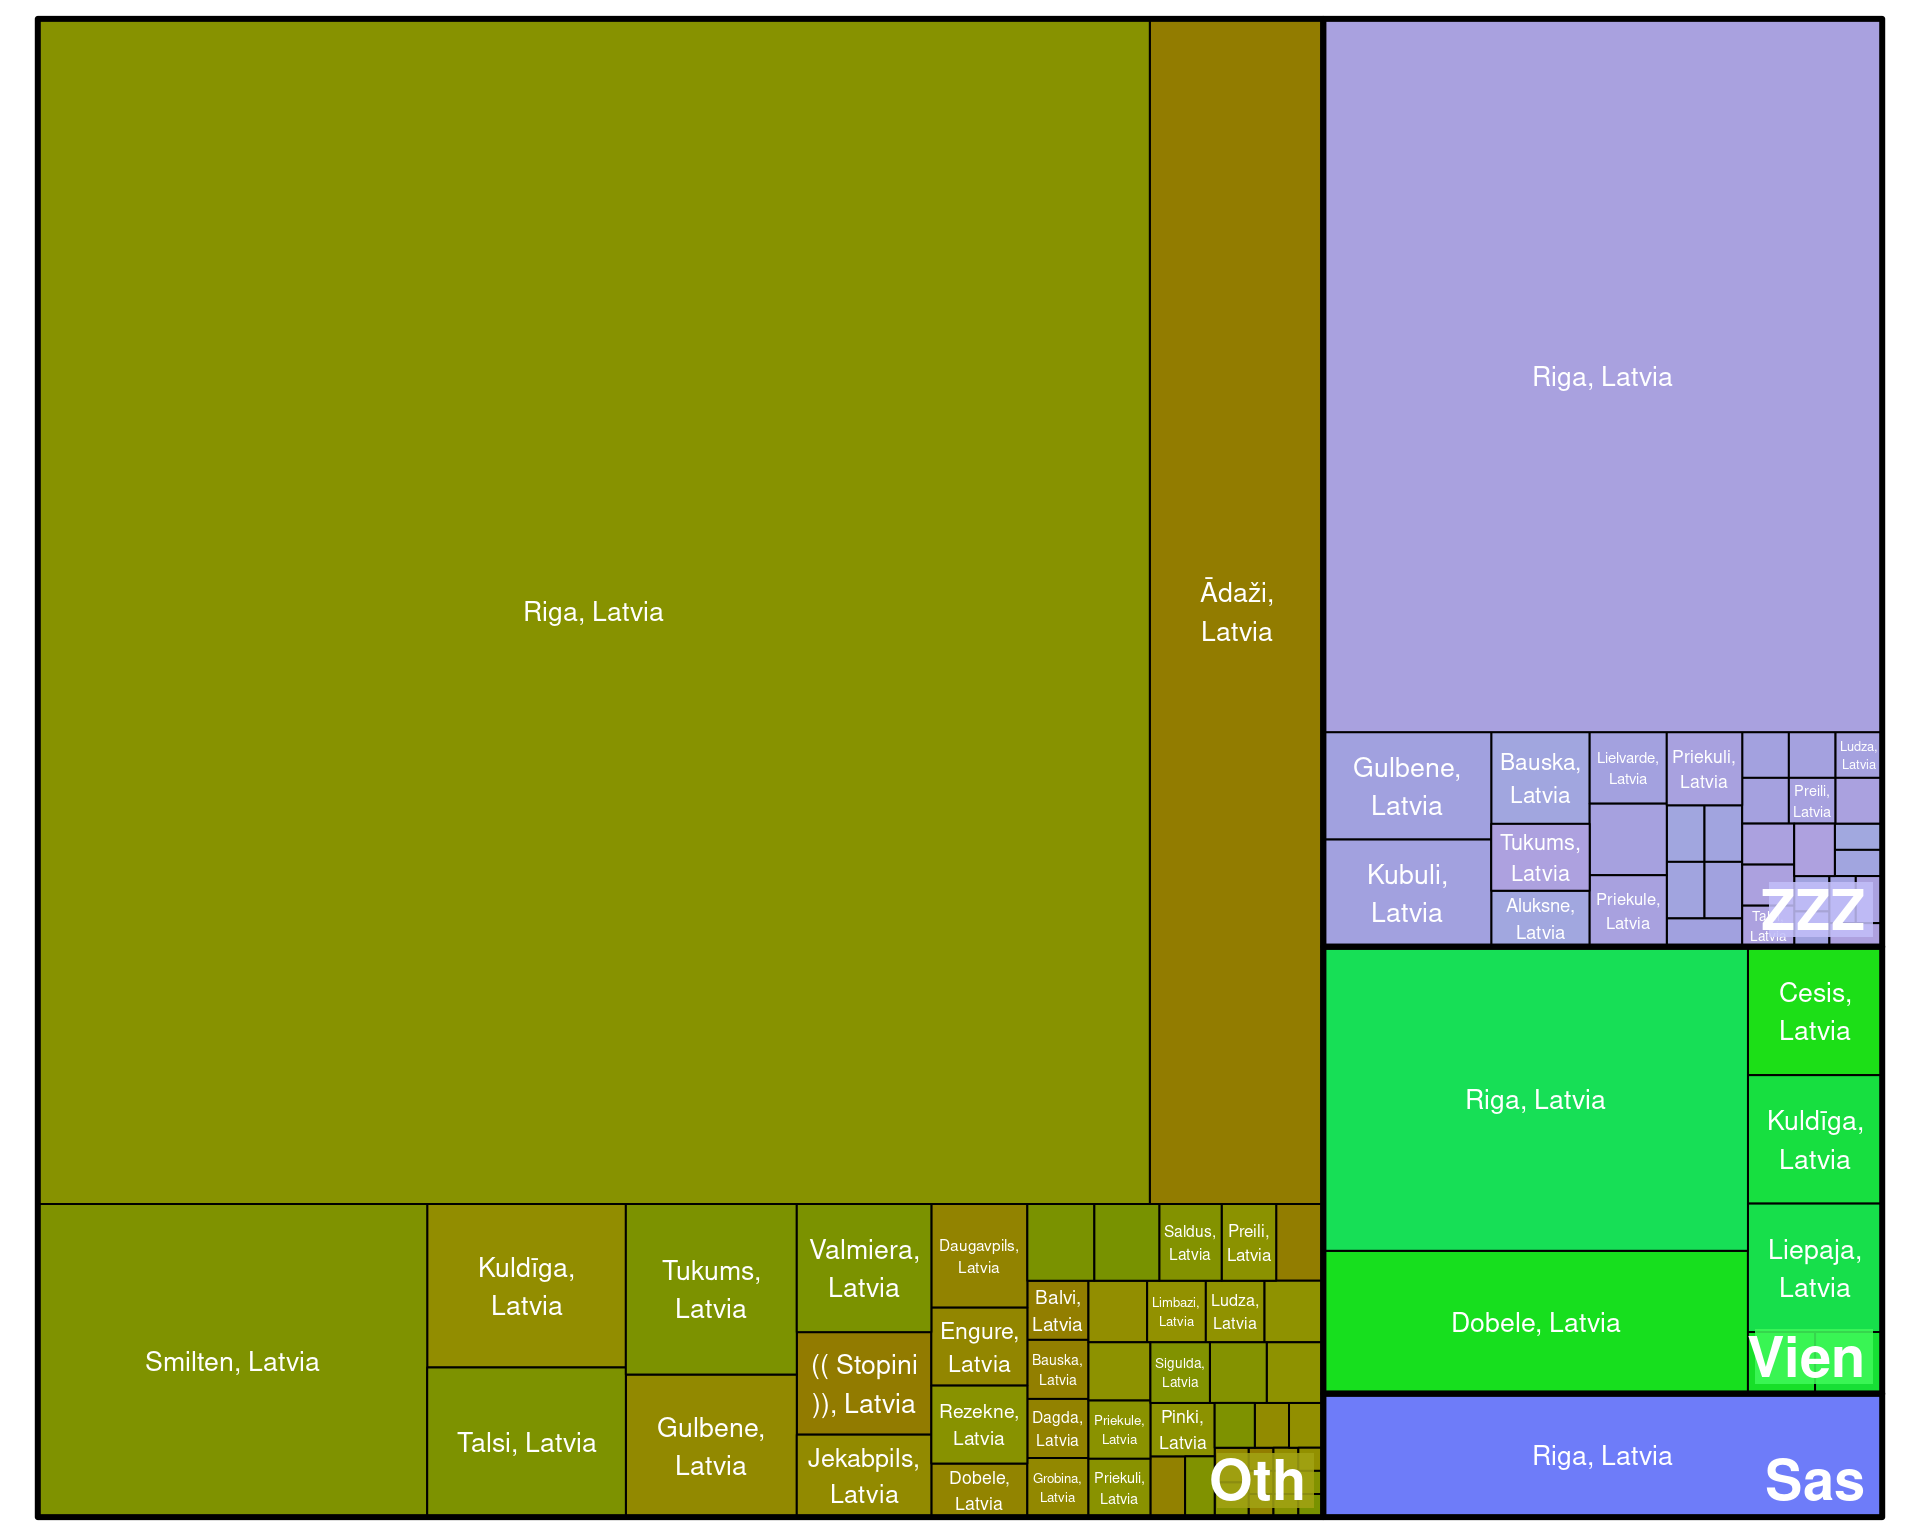 Riga, Latvia
Ādaži,
Latvia
Smilten, Latvia
Kuldīga,
Latvia
Talsi, Latvia
Tukums,
Latvia
Gulbene,
Latvia
Valmiera,
Latvia
(( Stopini
)), Latvia
Jekabpils,
Latvia
Daugavpils,
Latvia
Engure,
Latvia
Rezekne,
Latvia
Dobele,
Latvia
Balvi,
Latvia
Bauska,
Latvia
Dagda,
Latvia
Grobina,
Latvia
Saldus,
Latvia
Preili,
Latvia
Limbazi,
Latvia
Ludza,
Latvia
Sigulda,
Latvia
Priekule,
Latvia
Priekuli,
Latvia
Pinki,
Latvia
Oth
Riga, Latvia
Gulbene,
Latvia
Kubuli,
Latvia
Bauska,
Latvia
Tukums,
Latvia
Aluksne,
Latvia
Lielvarde,
Latvia
Priekule,
Latvia
Priekuli,
Latvia
Ludza,
Latvia
Preili,
Latvia
Latvia
ZZZ
Riga, Latvia
Dobele, Latvia
Cesis,
Latvia
Kuldīga,
Latvia
Liepaja,
Latvia
Vien
Riga, Latvia
Sas